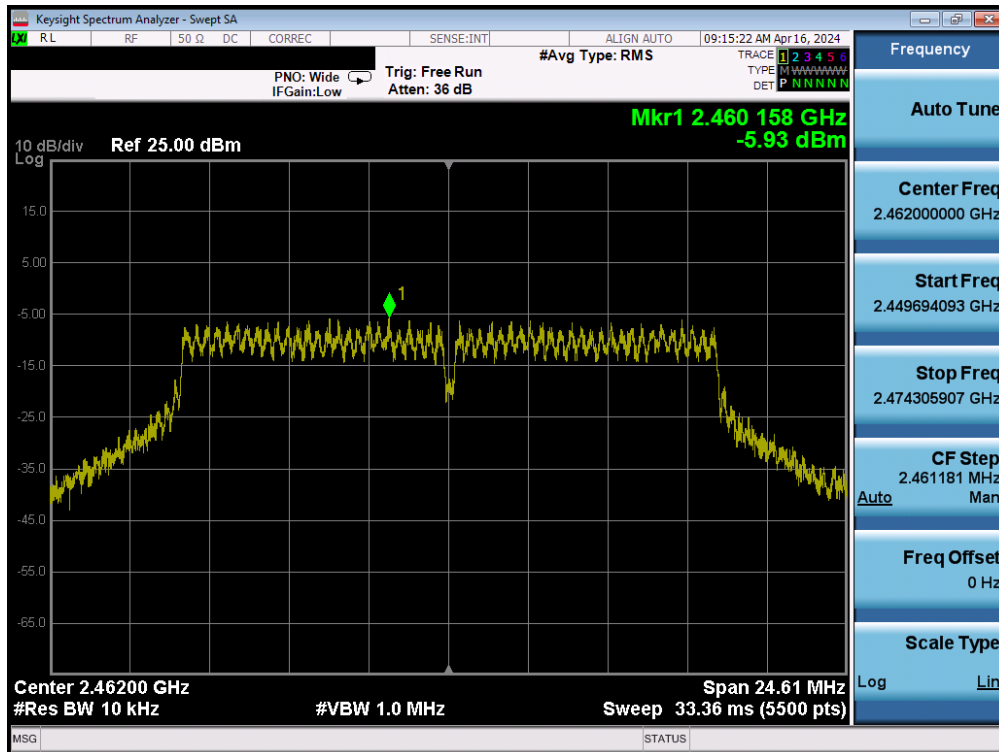 Keysight Spectrum Analyzer - Swept SA
LXI RL RF 50 Ω DC CORREC SENSE:INT ALIGN AUTO 09:15:22 AM Apr 16, 2024
PNO: Wide
IFGain:Low
Trig: Free Run
Atten: 36 dB
#Avg Type: RMS
TRACE 1 2 3 4 5 6
TYPE M WWWWW
DET P N N N N N
Mkr1 2.460 158 GHz
-5.93 dBm
10 dB/div
Log
Ref 25.00 dBm
15.0
5.00
-5.00
-15.0
-25.0
-35.0
-45.0
-55.0
-65.0
1
Center 2.46200 GHz
Span 24.61 MHz
#Res BW 10 kHz
#VBW 1.0 MHz
Sweep 33.36 ms (5500 pts)
MSG
STATUS
Frequency
Auto Tune
Center Freq
2.462000000 GHz
Start Freq
2.449694093 GHz
Stop Freq
2.474305907 GHz
CF Step
2.461181 MHz
Auto Man
Freq Offset
0 Hz
Scale Type
Log Lin